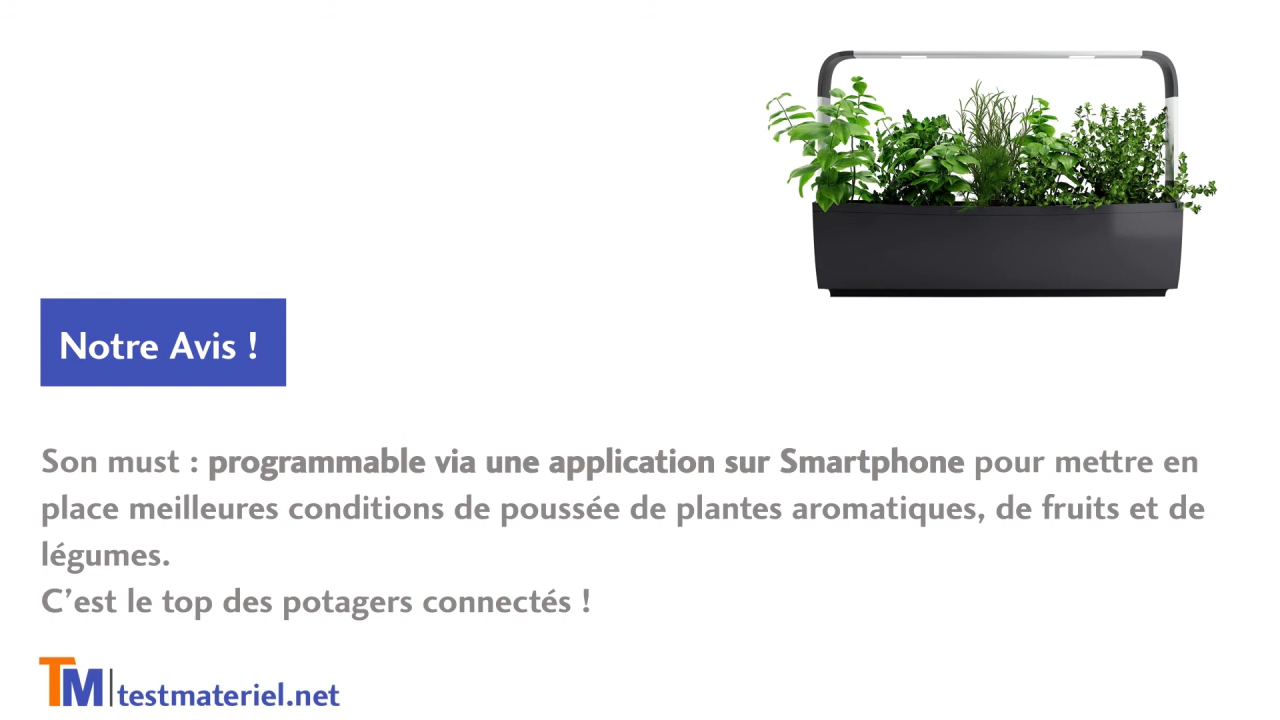 Notre Avis !
Son must : programmable via une application sur Smartphone pour mettre en
place meilleures conditions de poussée de plantes aromatiques, de fruits et de
légumes.
C’est le top des potagers connectés !
TM|testmateriel.net